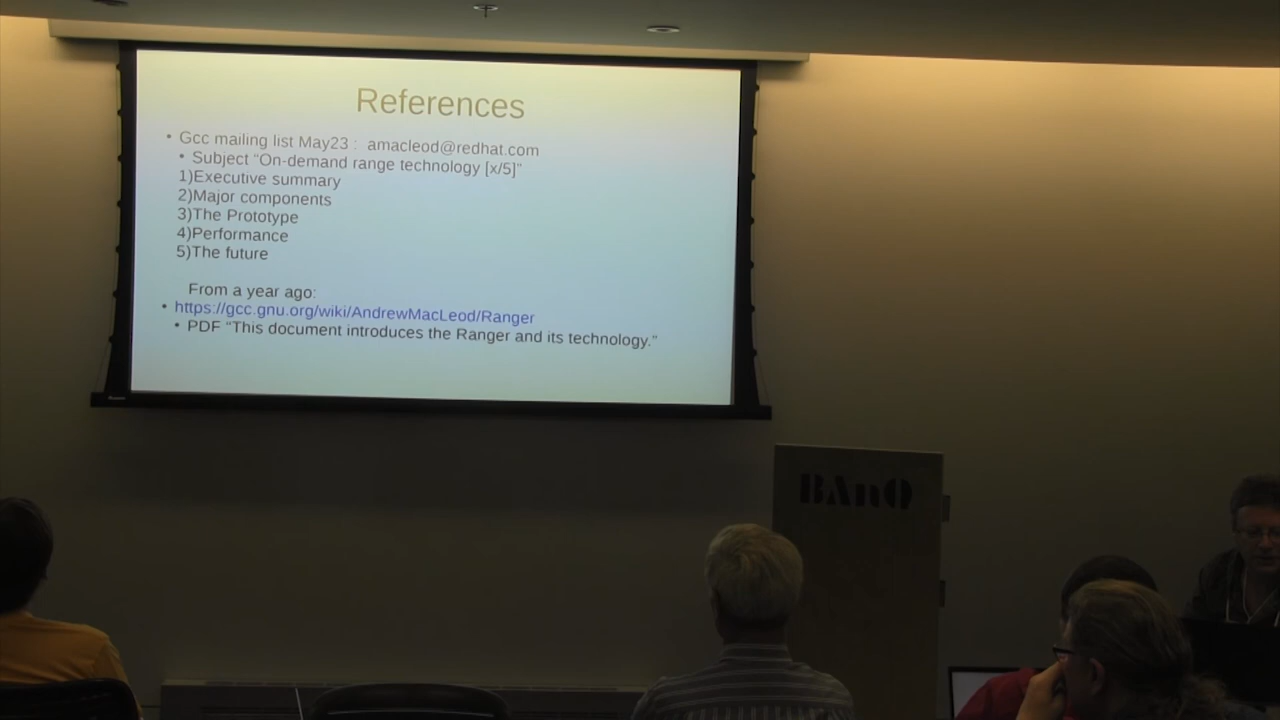 References
• Gcc mailing list May23 : amacleod@redhat.com
• Subject "On-demand range technology [x/5]"
1)Executive summary
2)Major components
3)The Prototype
4)Performance
5)The future
From a year ago:
• https://gcc.gnu.org/wiki/AndrewMacLeod/Ranger
• PDF "This document introduces the Ranger and its technology."
BAnQ